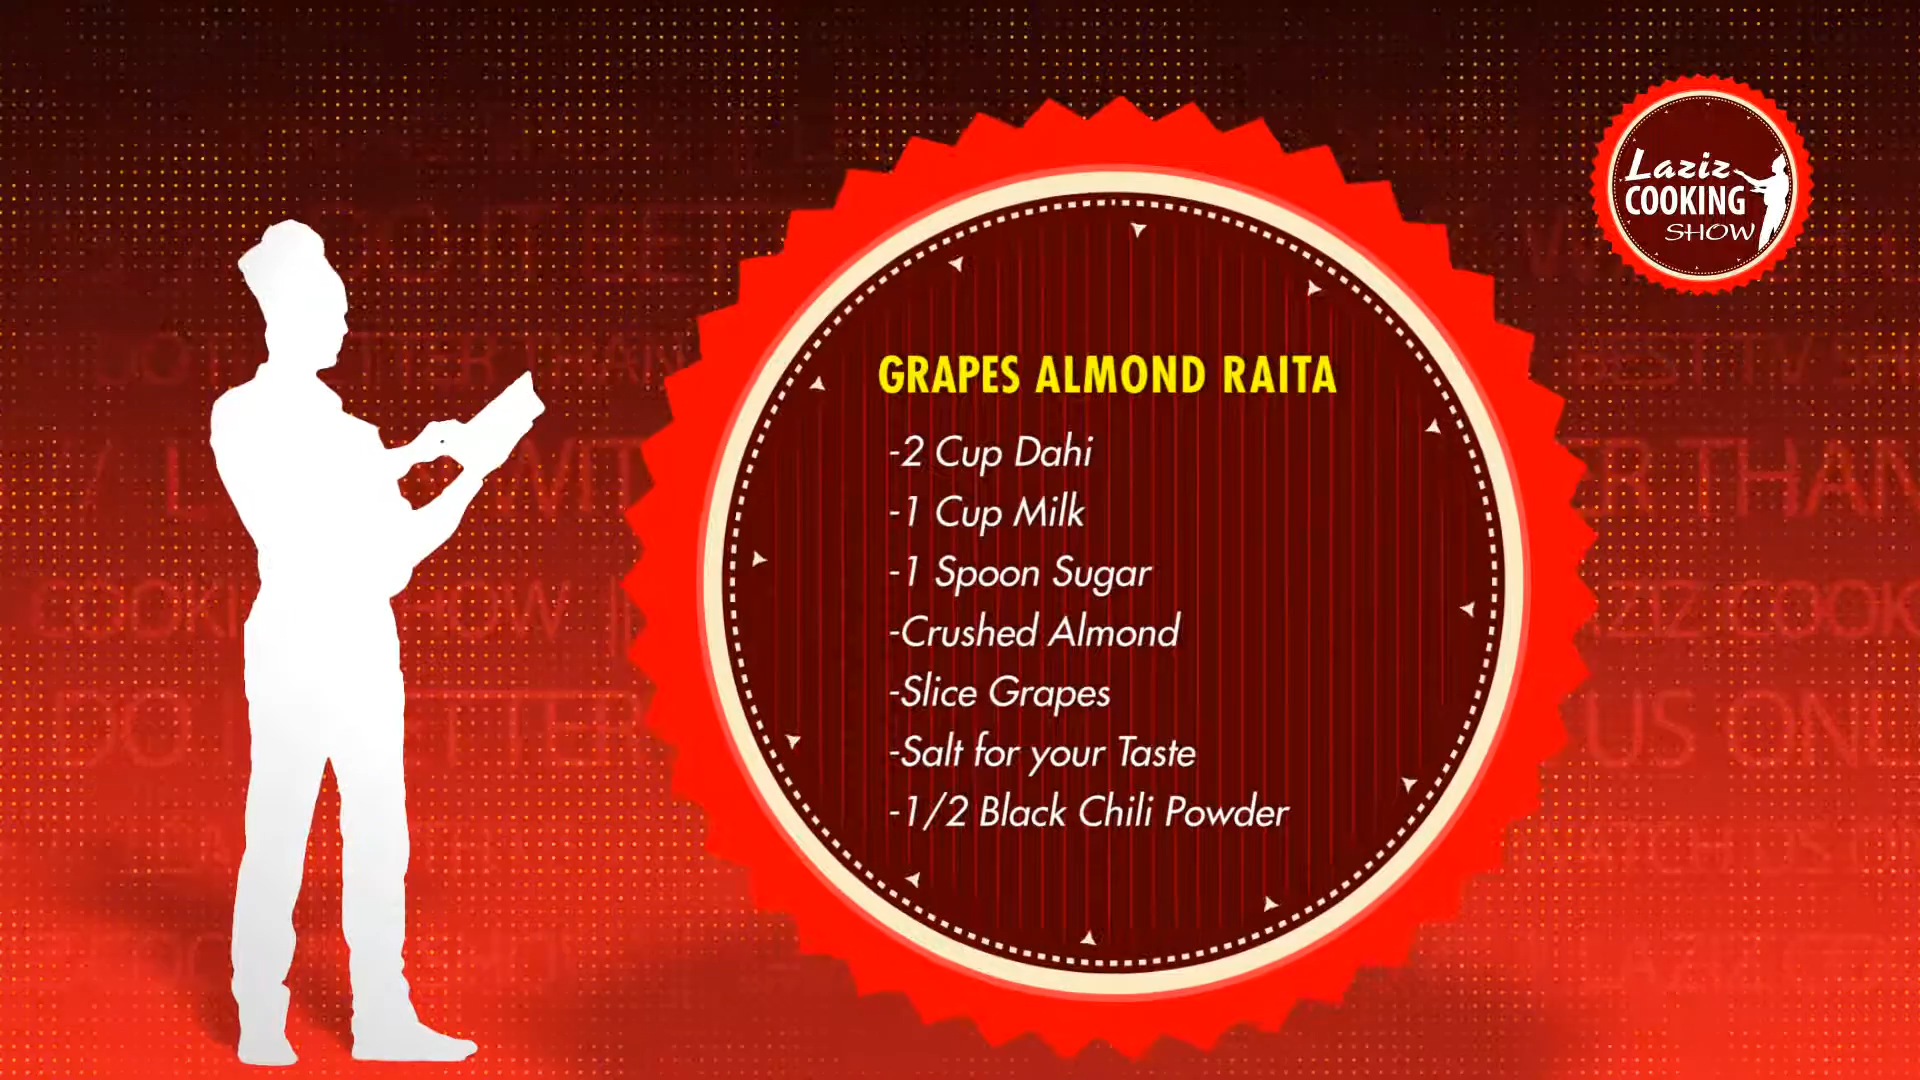 Laziz
COOKING
SHOW
GRAPES ALMOND RAITA
-2 Cup Dahi
-1 Cup Milk
-1 Spoon Sugar
-Crushed Almond
-Slice Grapes
-Salt for your Taste
-1/2 Black Chili Powder